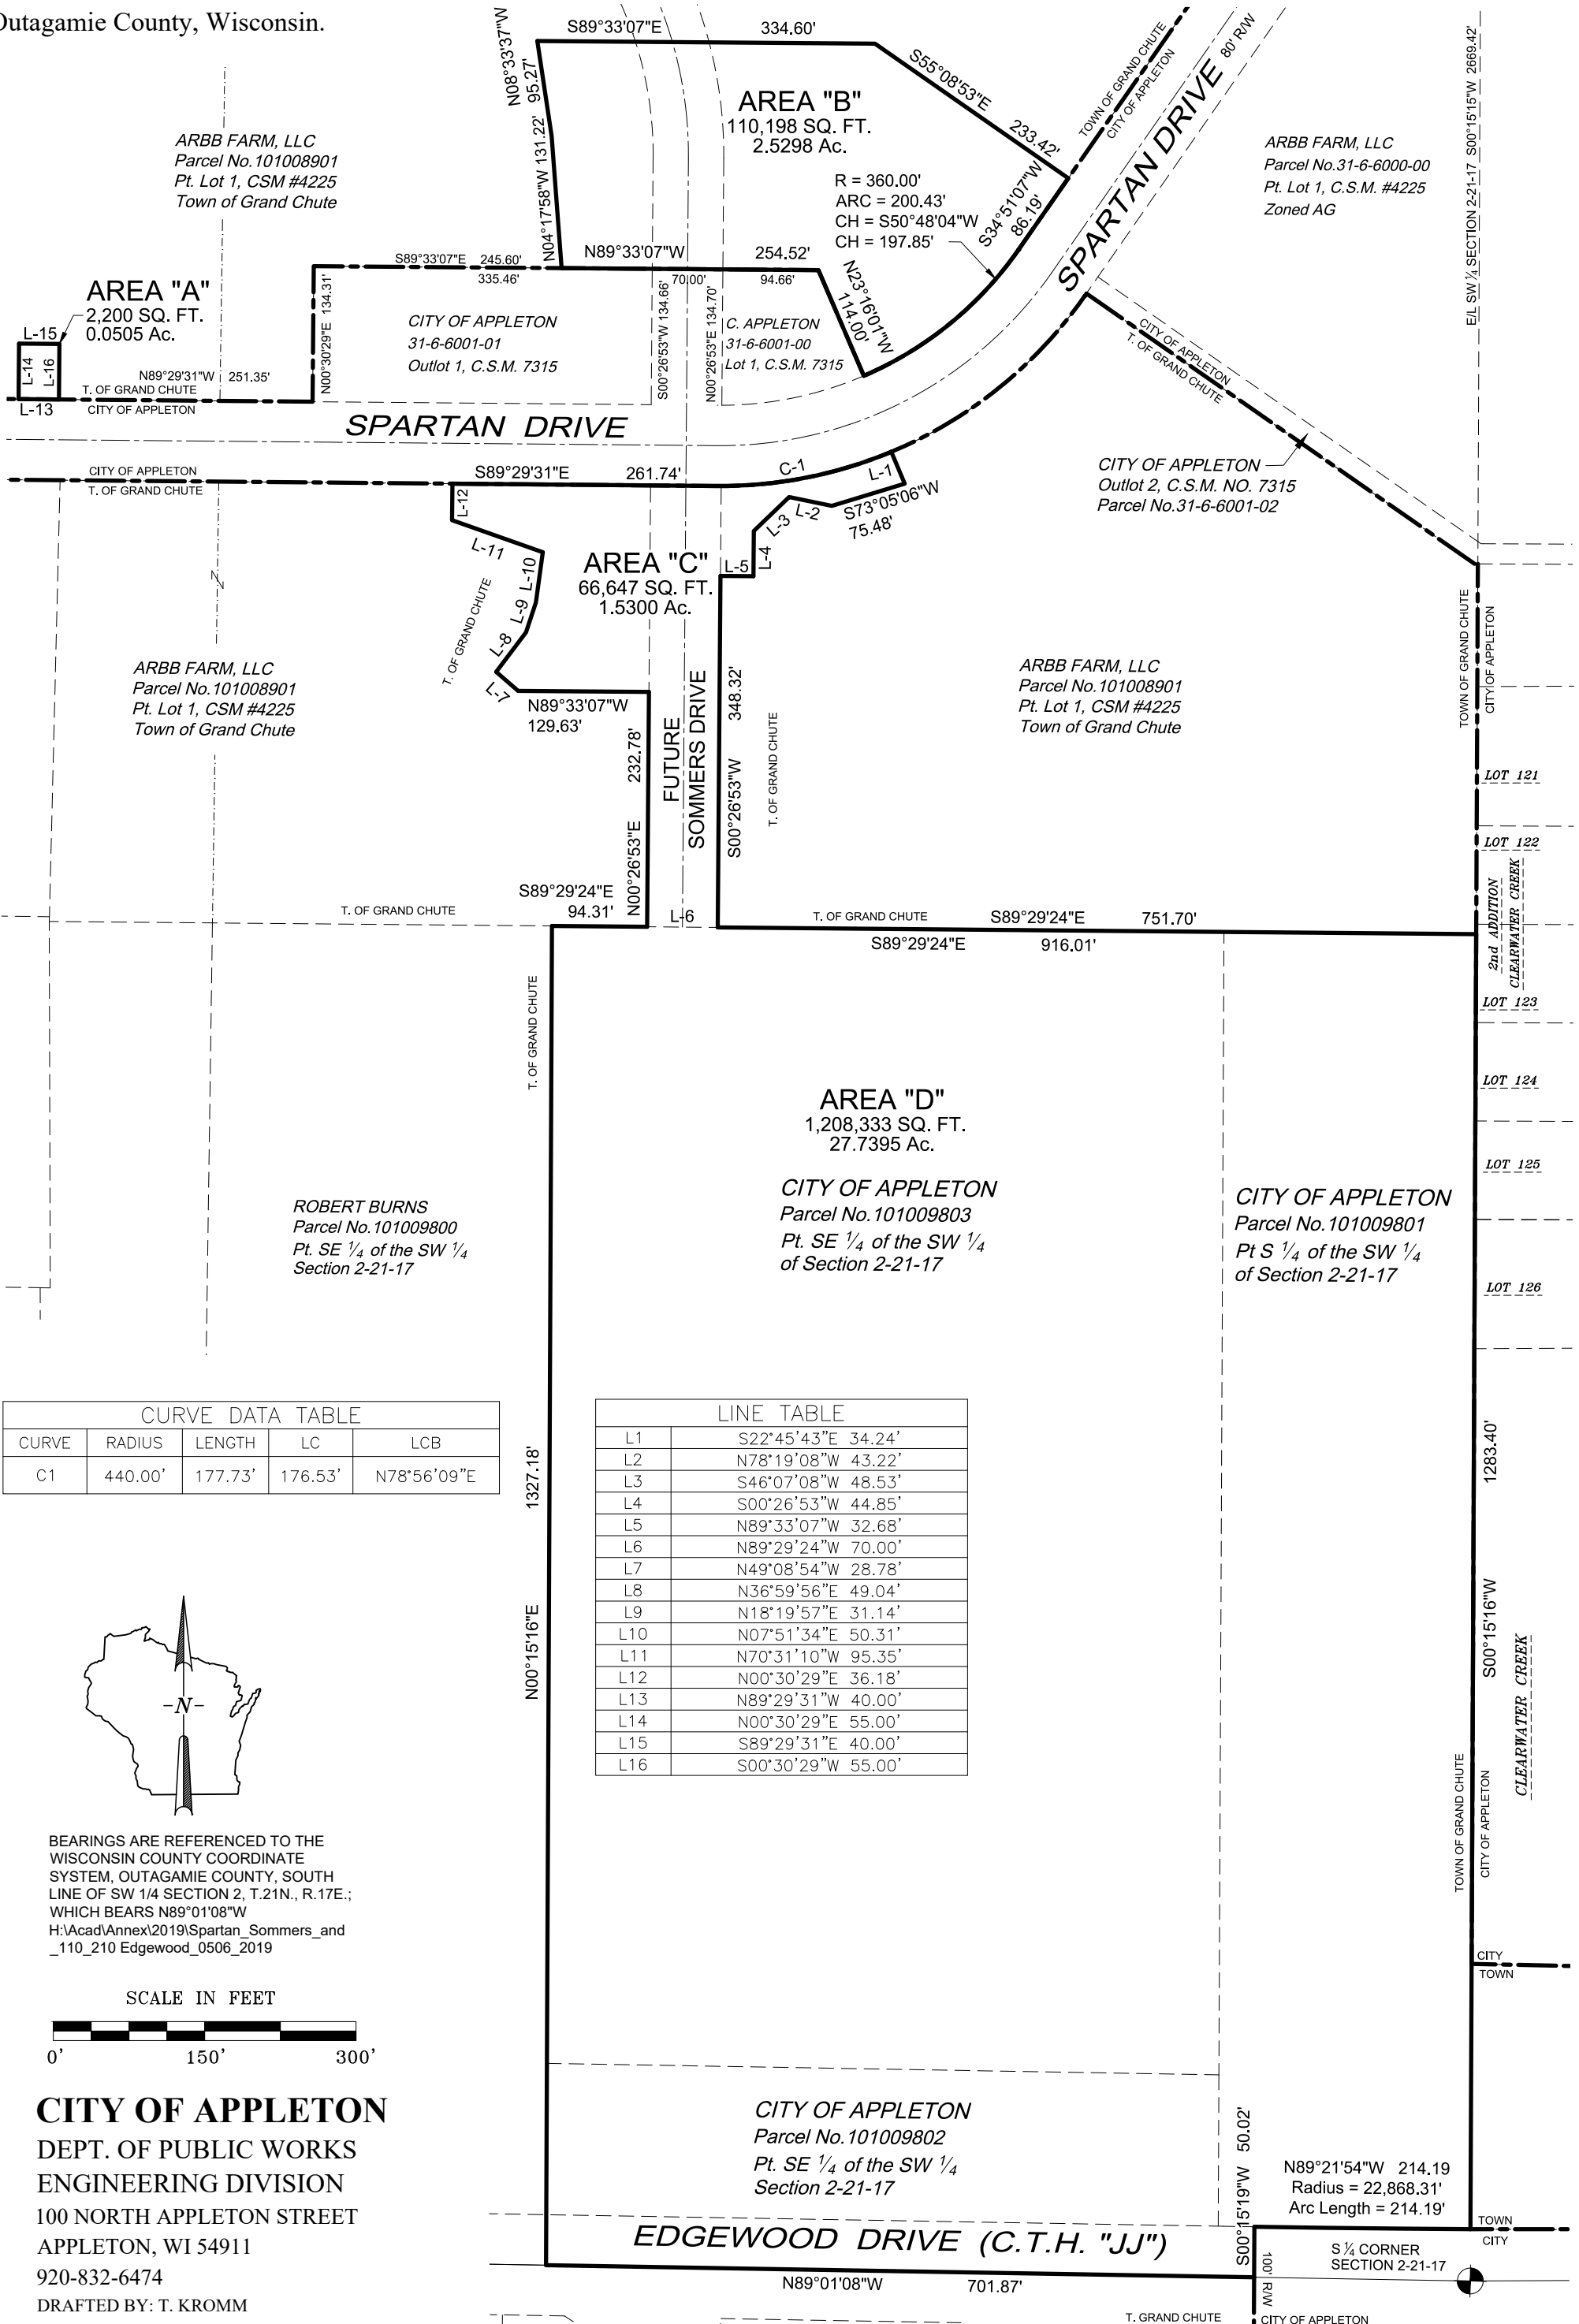 Outagamie County, Wisconsin.
S89°33'07"E 334.60'
N08°33'37"W 95.27'
S55°08'53"E 233.42'
TOWN OF GRAND CHUTE
CITY OF APPLETON
SPARTAN DRIVE 80' R/W
E/L SW 1/4 SECTION 2-21-17 S00°15'15"W 2669.42'
AREA "B"
110,198 SQ. FT.
2.5298 Ac.
ARBB FARM, LLC
Parcel No.101008901
Pt. Lot 1, CSM #4225
Town of Grand Chute
ARBB FARM, LLC
Parcel No.31-6-6000-00
Pt. Lot 1, C.S.M. #4225
Zoned AG
N04°17'58"W 131.22'
R = 360.00'
ARC = 200.43'
CH = S50°48'04"W
CH = 197.85'
S34°51'07"W
86.19'
N89°33'07"W 254.52'
S89°33'07"E 245.60'
335.46' 70.00' 94.66'
N23°16'01"W
114.00'
AREA "A"
2,200 SQ. FT.
0.0505 Ac.
L-15
L-14
L-16
L-13
N89°29'31"W 251.35'
T. OF GRAND CHUTE
CITY OF APPLETON
N00°30'29"E 134.31'
CITY OF APPLETON
31-6-6001-01
Outlot 1, C.S.M. 7315
S00°26'53"W 134.66'
N00°26'53"E 134.70'
C. APPLETON
31-6-6001-00
Lot 1, C.S.M. 7315
SPARTAN DRIVE
CITY OF APPLETON
T. OF GRAND CHUTE
CITY OF APPLETON
Outlot 2, C.S.M. NO. 7315
Parcel No.31-6-6001-02
CITY OF APPLETON
T. OF GRAND CHUTE
S89°29'31"E 261.74'
C-1
L-1
S73°05'06"W
75.48'
L-2
L-3
L-4
L-5
L-12
L-11
L-10
L-9
L-8
L-7
T. OF GRAND CHUTE
AREA "C"
66,647 SQ. FT.
1.5300 Ac.
ARBB FARM, LLC
Parcel No.101008901
Pt. Lot 1, CSM #4225
Town of Grand Chute
N89°33'07"W
129.63'
N00°26'53"E 232.78'
FUTURE
SOMMERS DRIVE
S00°26'53"W 348.32'
T. OF GRAND CHUTE
ARBB FARM, LLC
Parcel No.101008901
Pt. Lot 1, CSM #4225
Town of Grand Chute
TOWN OF GRAND CHUTE
CITY OF APPLETON
LOT 121
LOT 122
2nd ADDITION
CLEARWATER CREEK
LOT 123
LOT 124
LOT 125
LOT 126
T. OF GRAND CHUTE
S89°29'24"E
94.31'
L-6
T. OF GRAND CHUTE S89°29'24"E 751.70'
S89°29'24"E 916.01'
T. OF GRAND CHUTE
AREA "D"
1,208,333 SQ. FT.
27.7395 Ac.
CITY OF APPLETON
Parcel No.101009803
Pt. SE 1/4 of the SW 1/4
of Section 2-21-17
CITY OF APPLETON
Parcel No.101009801
Pt S 1/4 of the SW 1/4
of Section 2-21-17
ROBERT BURNS
Parcel No.101009800
Pt. SE 1/4 of the SW 1/4
Section 2-21-17
CURVE DATA TABLE
CURVE RADIUS LENGTH LC LCB
C1 440.00' 177.73' 176.53' N78°56'09"E
N00°15'16"E 1327.18'
LINE TABLE
L1 S22°45'43"E 34.24'
L2 N78°19'08"W 43.22'
L3 S46°07'08"W 48.53'
L4 S00°26'53"W 44.85'
L5 N89°33'07"W 32.68'
L6 N89°29'24"W 70.00'
L7 N49°08'54"W 28.78'
L8 N36°59'56"E 49.04'
L9 N18°19'57"E 31.14'
L10 N07°51'34"E 50.31'
L11 N70°31'10"W 95.35'
L12 N00°30'29"E 36.18'
L13 N89°29'31"W 40.00'
L14 N00°30'29"E 55.00'
L15 S89°29'31"E 40.00'
L16 S00°30'29"W 55.00'
S00°15'16"W 1283.40'
CLEARWATER CREEK
TOWN OF GRAND CHUTE
CITY OF APPLETON
-N-
BEARINGS ARE REFERENCED TO THE
WISCONSIN COUNTY COORDINATE
SYSTEM, OUTAGAMIE COUNTY, SOUTH
LINE OF SW 1/4 SECTION 2, T.21N., R.17E.;
WHICH BEARS N89°01'08"W
H:\Acad\Annex\2019\Spartan_Sommers_and
_110_210 Edgewood_0506_2019
SCALE IN FEET
0' 150' 300'
CITY
TOWN
CITY OF APPLETON
DEPT. OF PUBLIC WORKS
ENGINEERING DIVISION
100 NORTH APPLETON STREET
APPLETON, WI 54911
920-832-6474
DRAFTED BY: T. KROMM
CITY OF APPLETON
Parcel No.101009802
Pt. SE 1/4 of the SW 1/4
Section 2-21-17
S00°15'19"W 50.02'
N89°21'54"W 214.19
Radius = 22,868.31'
Arc Length = 214.19'
TOWN
CITY
EDGEWOOD DRIVE (C.T.H. "JJ")
S 1/4 CORNER
SECTION 2-21-17
N89°01'08"W 701.87'
100' R/W
T. GRAND CHUTE
CITY OF APPLETON